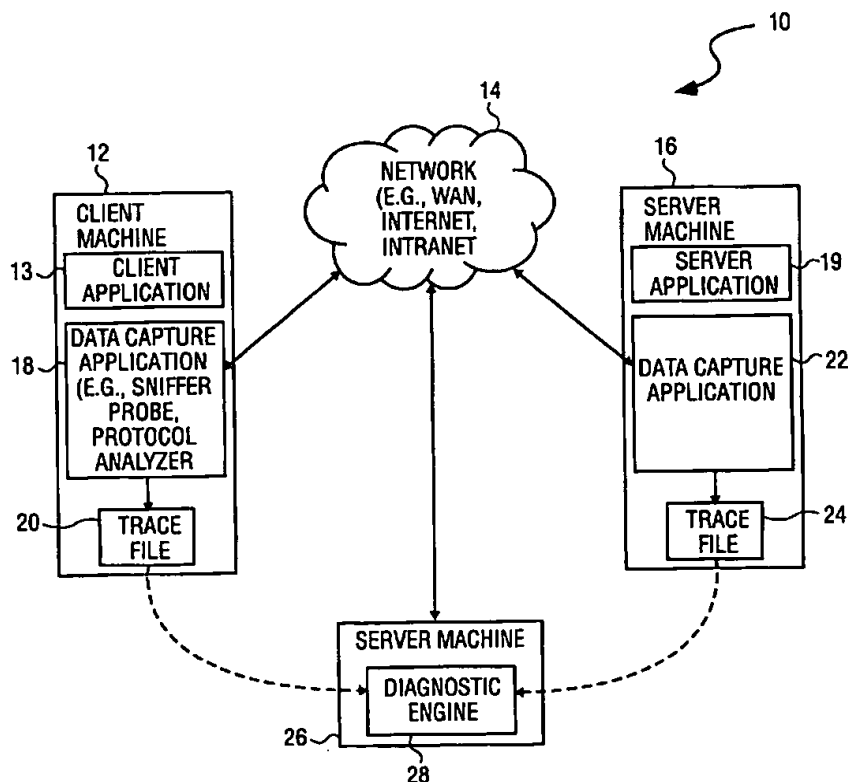 10
14
NETWORK
(E.G., WAN,
INTERNET,
INTRANET
12
CLIENT
MACHINE
13
CLIENT
APPLICATION
18
DATA CAPTURE
APPLICATION
(E.G., SNIFFER
PROBE,
PROTOCOL
ANALYZER
20
TRACE
FILE
16
SERVER
MACHINE
SERVER
APPLICATION
19
DATA CAPTURE
APPLICATION
22
TRACE
FILE
24
SERVER MACHINE
DIAGNOSTIC
ENGINE
26
28